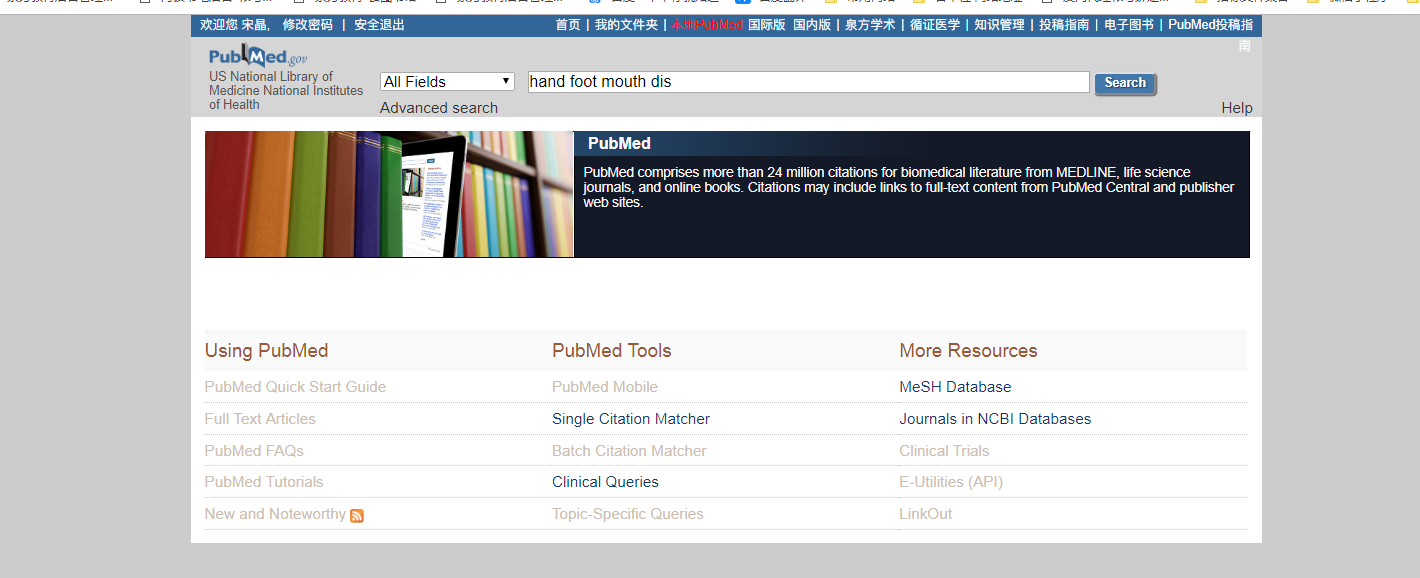 欢迎您 宋晶, 修改密码 | 安全退出
首页 | 我的文件夹 | 本地PubMed 国际版 国内版 | 泉方学术 | 循证医学 | 知识管理 | 投稿指南 | 电子图书 | PubMed投稿指
南
PubMed.gov
US National Library of
Medicine National Institutes
of Health
All Fields
hand foot mouth dis
Search
Advanced search
Help
PubMed
PubMed comprises more than 24 million citations for biomedical literature from MEDLINE, life science
journals, and online books. Citations may include links to full-text content from PubMed Central and publisher
web sites.
Using PubMed
PubMed Quick Start Guide
Full Text Articles
PubMed FAQs
PubMed Tutorials
New and Noteworthy
PubMed Tools
PubMed Mobile
Single Citation Matcher
Batch Citation Matcher
Clinical Queries
Topic-Specific Queries
More Resources
MeSH Database
Journals in NCBI Databases
Clinical Trials
E-Utilities (API)
LinkOut